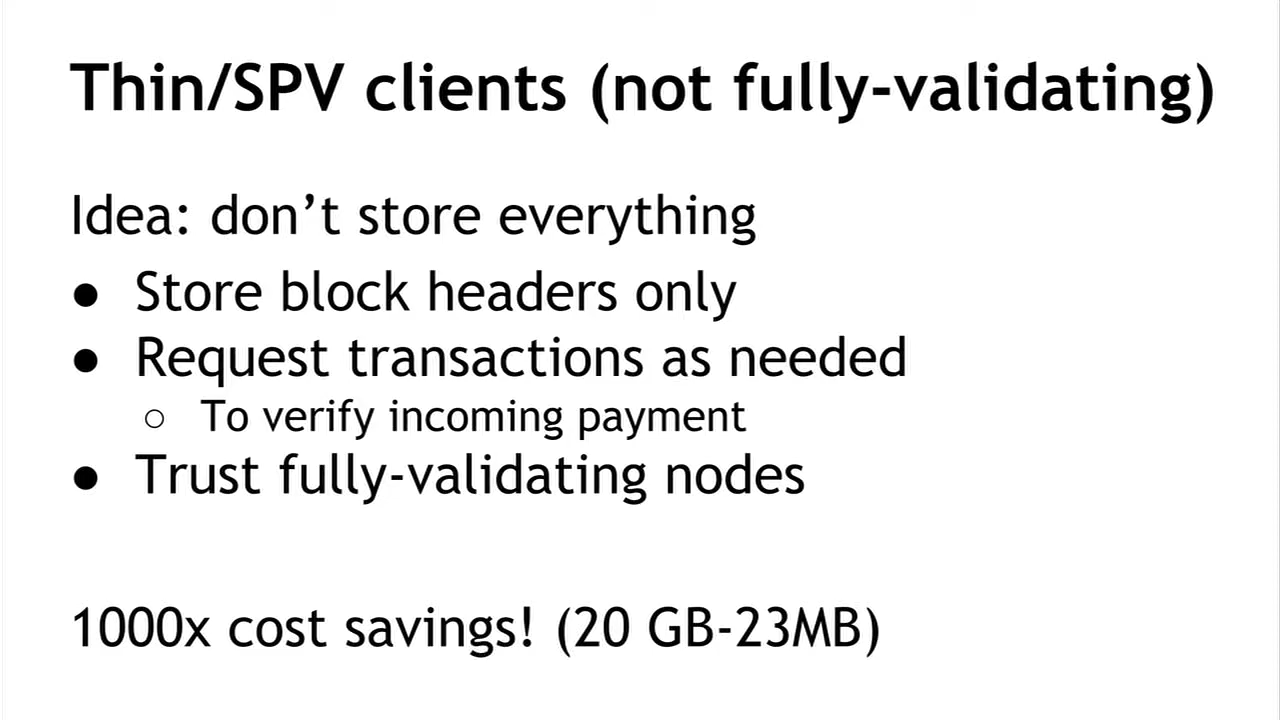 Thin/SPV clients (not fully-validating)
Idea: don’t store everything
● Store block headers only
● Request transactions as needed
○ To verify incoming payment
● Trust fully-validating nodes
1000x cost savings! (20 GB-23MB)